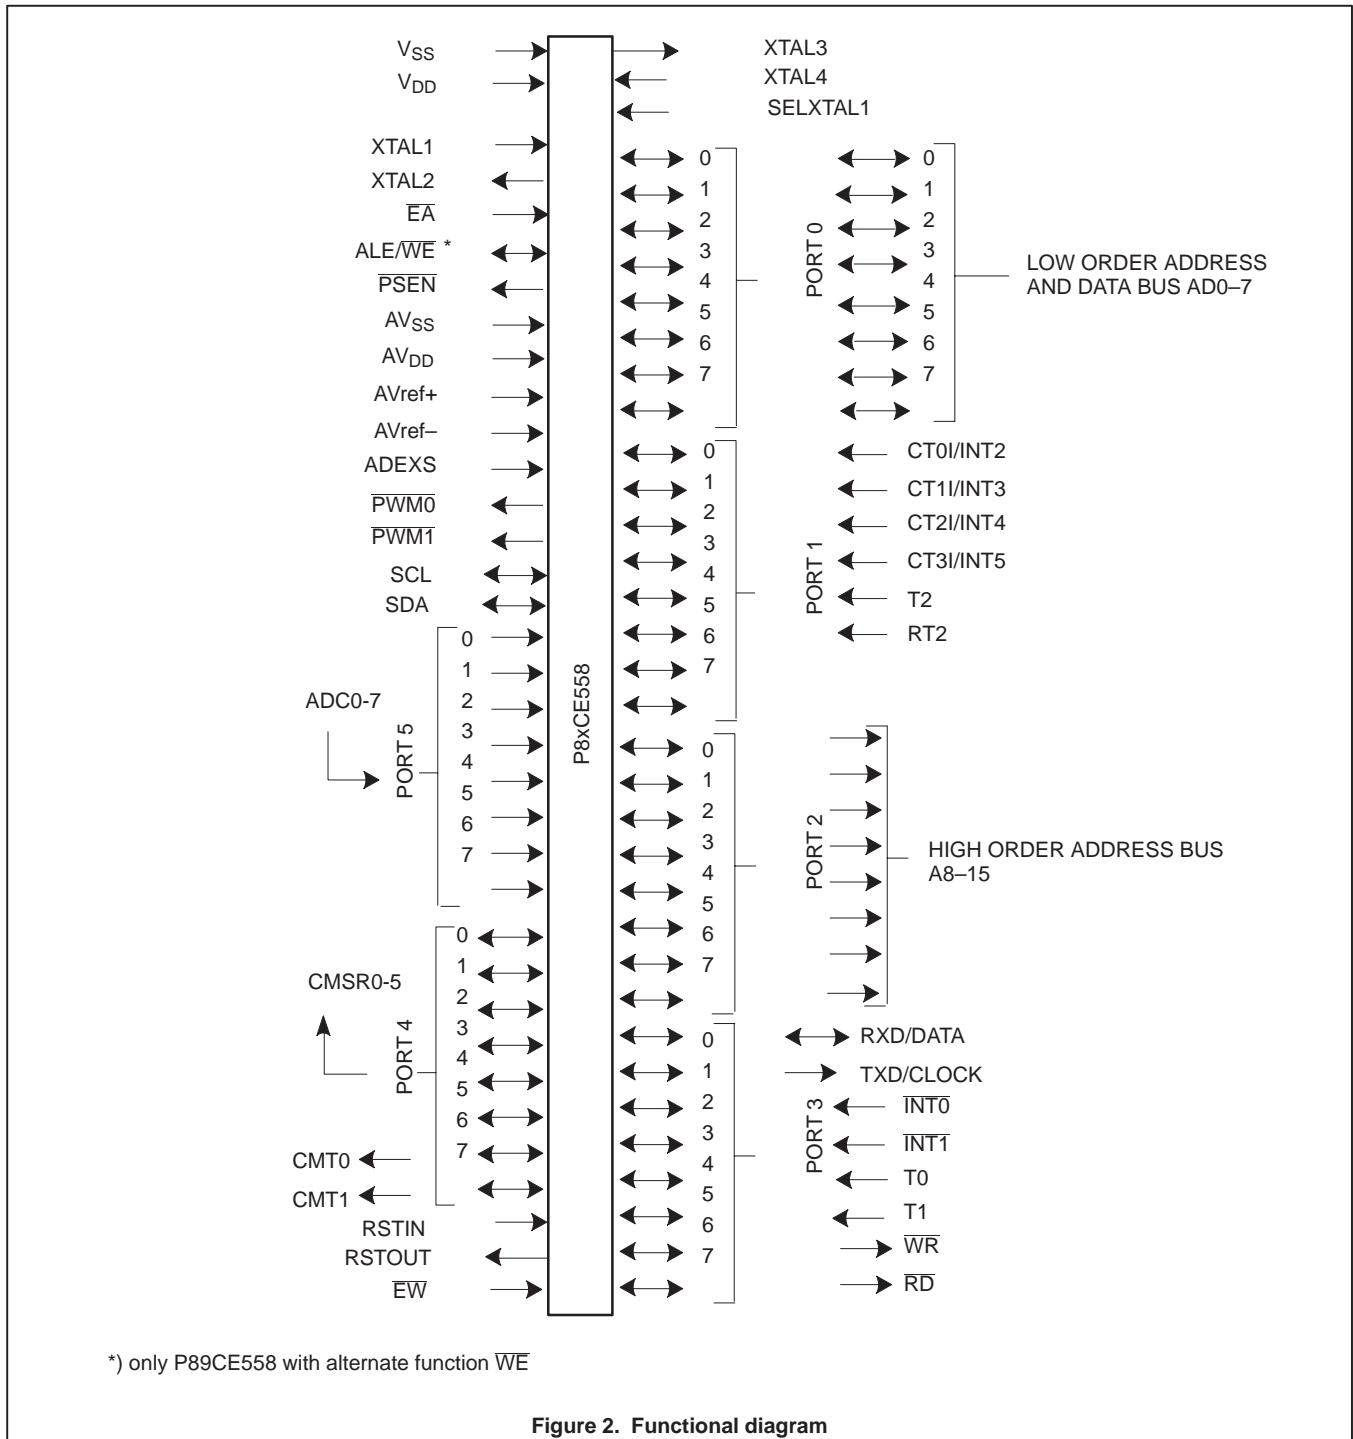 VSS
VDD
XTAL1
XTAL2
EA
ALE/WE *
PSEN
AVSS
AVDD
AVref+
AVref–
ADEXS
PWM0
PWM1
SCL
SDA
ADC0-7
PORT 5
0
1
2
3
4
5
6
7
CMSR0-5
PORT 4
0
1
2
3
4
5
6
7
CMT0
CMT1
RSTIN
RSTOUT
EW
P8xCE558
XTAL3
XTAL4
SELXTAL1
0
1
2
3
4
5
6
7
PORT 0
0
1
2
3
4
5
6
7
LOW ORDER ADDRESS
AND DATA BUS AD0–7
0
1
2
3
4
5
6
7
PORT 1
CT0I/INT2
CT1I/INT3
CT2I/INT4
CT3I/INT5
T2
RT2
0
1
2
3
4
5
6
7
PORT 2
HIGH ORDER ADDRESS BUS
A8–15
0
1
2
3
4
5
6
7
PORT 3
RXD/DATA
TXD/CLOCK
INT0
INT1
T0
T1
WR
RD
*) only P89CE558 with alternate function WE
Figure 2. Functional diagram